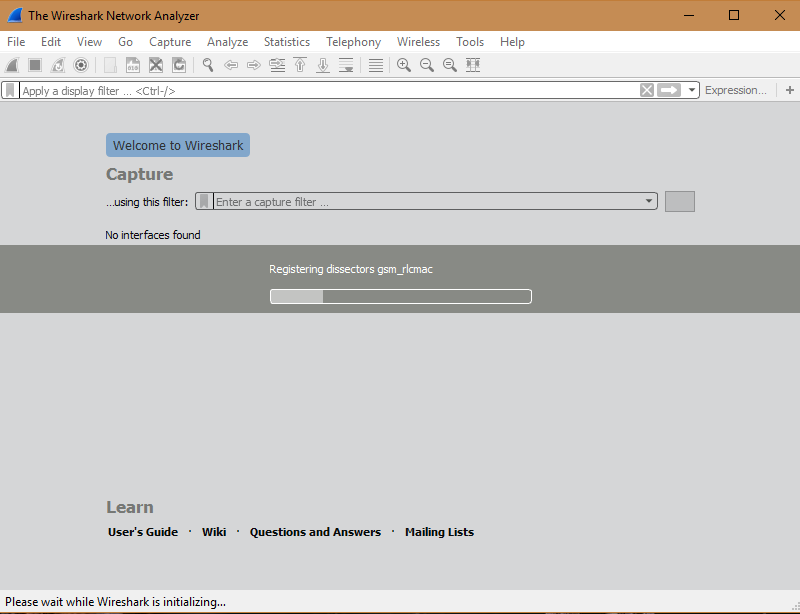 The Wireshark Network Analyzer
File Edit View Go Capture Analyze Statistics Telephony Wireless Tools Help
Apply a display filter ... <Ctrl-/> Expression... +
Welcome to Wireshark
Capture
...using this filter: Enter a capture filter ...
No interfaces found
Registering dissectors gsm_rlcmac
Learn
User's Guide · Wiki · Questions and Answers · Mailing Lists
Please wait while Wireshark is initializing...